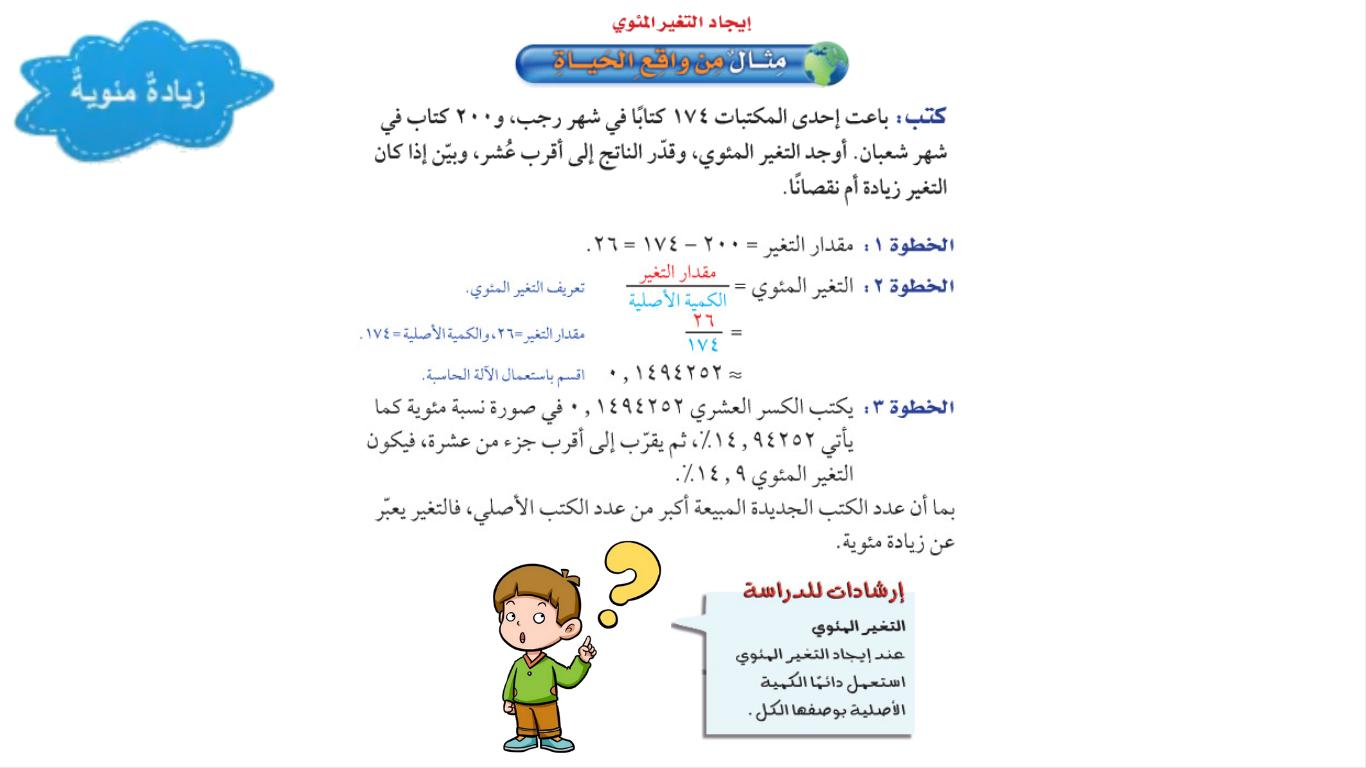 إيجاد التغير المئوي
مِثَالٌ مِنْ واقِعِ الحَيـاةِ
زيادةٌ مئويةٌ
كتب: باعت إحدى المكتبات ١٧٤ كتابًا في شهر رجب، و٢٠٠ كتاب في
شهر شعبان. أوجد التغير المئوي، وقدّر الناتج إلى أقرب عُشر، وبيّن إذا كان
التغير زيادة أم نقصانًا.
الخطوة ١: مقدار التغير = ٢٠٠ – ١٧٤ = ٢٦.
الخطوة ٢: التغير المئوي = مقدار التغير / الكمية الأصلية تعريف التغير المئوي.
= ٢٦ / ١٧٤ مقدار التغير=٢٦، والكمية الأصلية = ١٧٤.
≈ ٠,١٤٩٤٢٥٢ اقسم باستعمال الآلة الحاسبة.
الخطوة ٣: يكتب الكسر العشري ٠,١٤٩٤٢٥٢ في صورة نسبة مئوية كما
يأتي ١٤,٩٤٢٥٢٪، ثم يقرّب إلى أقرب جزء من عشرة، فيكون
التغير المئوي ١٤,٩٪.
بما أن عدد الكتب الجديدة المبيعة أكبر من عدد الكتب الأصلي، فالتغير يعبّر
عن زيادة مئوية.
?
إرشادات للدراسة
التغير المئوي
عند إيجاد التغير المئوي
استعمل دائمًا الكمية
الأصلية بوصفها الكل.